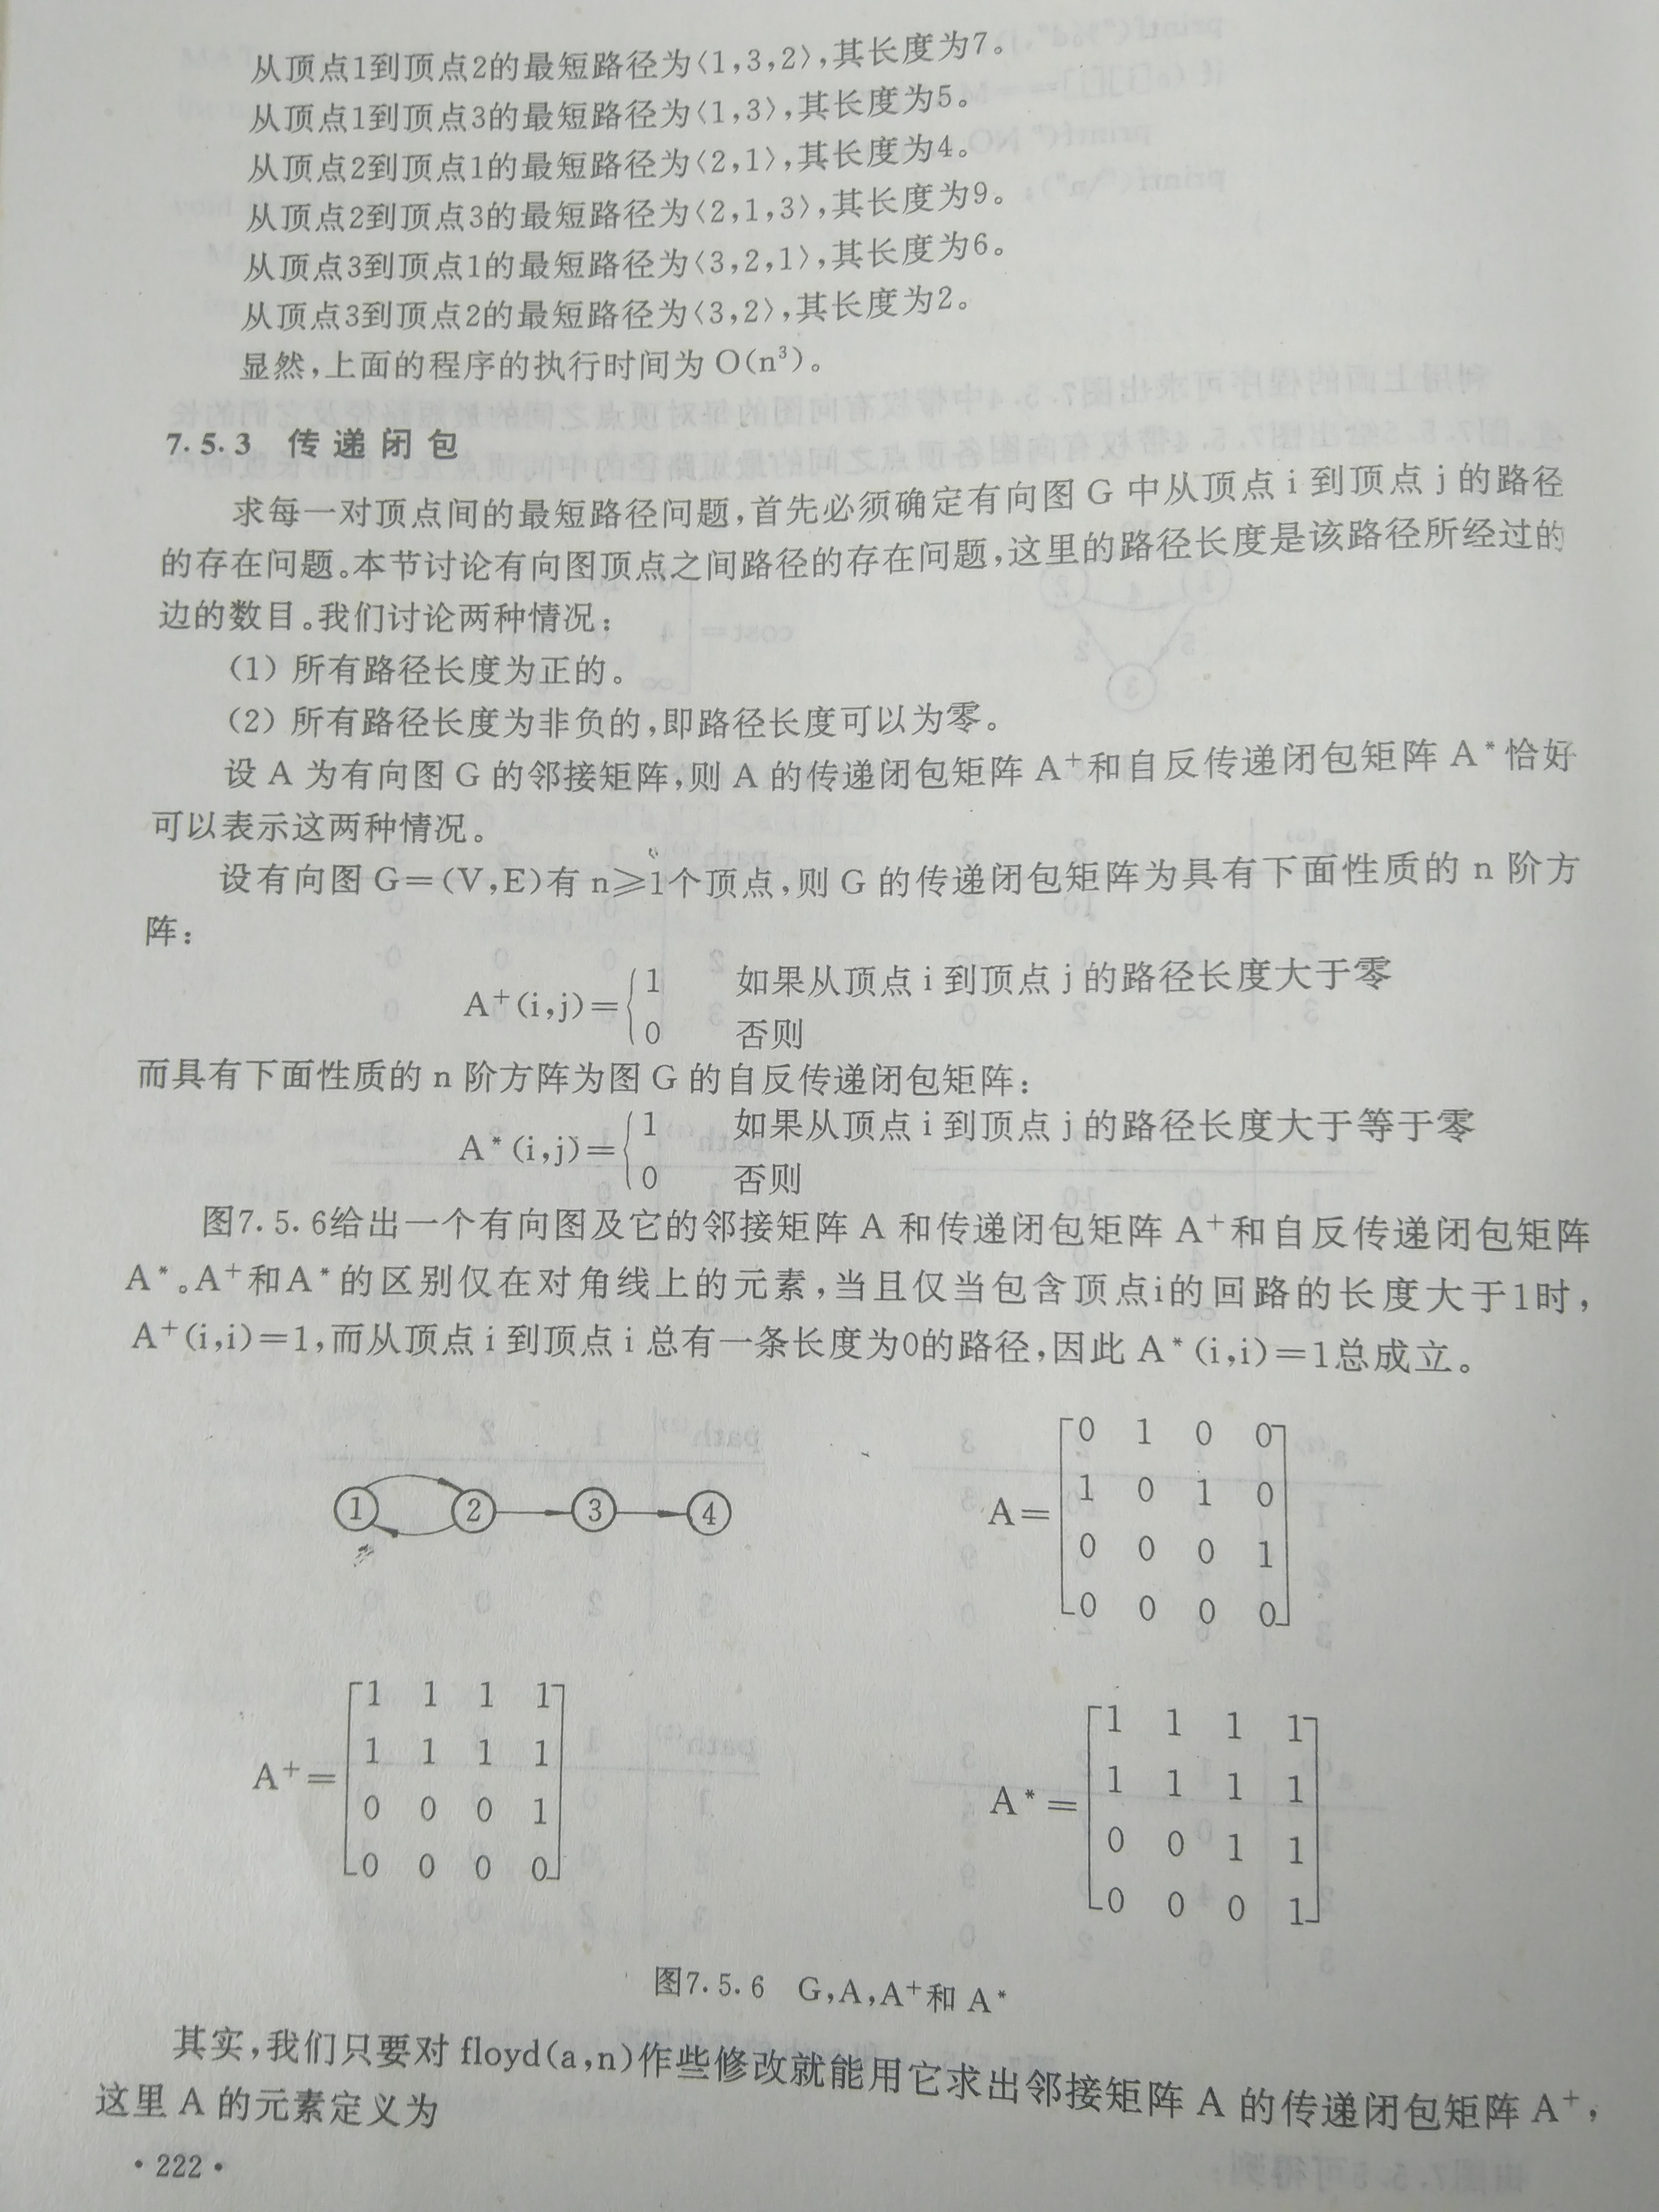 从顶点1到顶点2的最短路径为〈1,3,2〉,其长度为7。
从顶点1到顶点3的最短路径为〈1,3〉,其长度为5。
从顶点2到顶点1的最短路径为〈2,1〉,其长度为4。
从顶点2到顶点3的最短路径为〈2,1,3〉,其长度为9。
从顶点3到顶点1的最短路径为〈3,2,1〉,其长度为6。
从顶点3到顶点2的最短路径为〈3,2〉,其长度为2。
显然,上面的程序的执行时间为 O(n³)。
7.5.3 传递闭包
求每一对顶点间的最短路径问题,首先必须确定有向图 G 中从顶点 i 到顶点 j 的路径
的存在问题。本节讨论有向图顶点之间路径的存在问题,这里的路径长度是该路径所经过的
边的数目。我们讨论两种情况:
(1) 所有路径长度为正的。
(2) 所有路径长度为非负的,即路径长度可以为零。
设 A 为有向图 G 的邻接矩阵,则 A 的传递闭包矩阵 A⁺和自反传递闭包矩阵 A*恰好
可以表示这两种情况。
设有向图 G=(V,E)有 n⩾1个顶点,则 G 的传递闭包矩阵为具有下面性质的 n 阶方
阵:
A⁺(i,j)={1 如果从顶点 i 到顶点 j 的路径长度大于零
0 否则
而具有下面性质的 n 阶方阵为图 G 的自反传递闭包矩阵:
A*(i,j)={1 如果从顶点 i 到顶点 j 的路径长度大于等于零
0 否则
图7.5.6给出一个有向图及它的邻接矩阵 A 和传递闭包矩阵 A⁺和自反传递闭包矩阵
A*。A⁺和A*的区别仅在对角线上的元素,当且仅当包含顶点i的回路的长度大于1时,
A⁺(i,i)=1,而从顶点 i 到顶点 i 总有一条长度为0的路径,因此 A*(i,i)=1总成立。
① ② ③ ④
0 1 0 0
A= 1 0 1 0
0 0 0 1
0 0 0 0
1 1 1 1
A⁺= 1 1 1 1
0 0 0 1
0 0 0 0
1 1 1 1
A*= 1 1 1 1
0 0 1 1
0 0 0 1
图7.5.6 G,A,A⁺和 A*
其实,我们只要对 floyd(a,n)作些修改就能用它求出邻接矩阵 A 的传递闭包矩阵 A⁺,
这里 A 的元素定义为
·222·